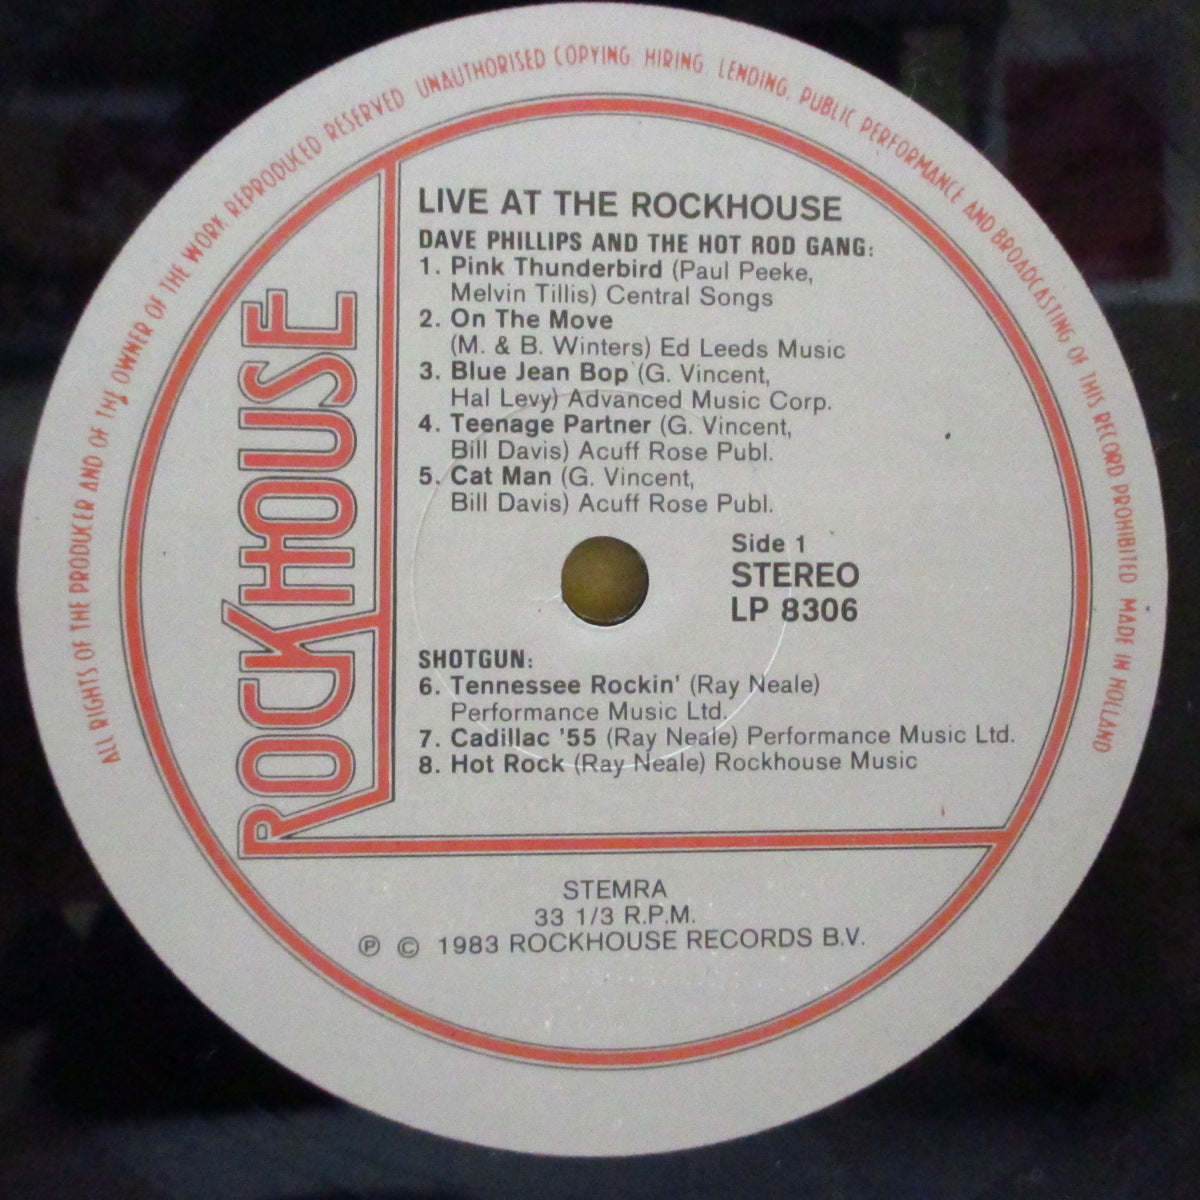 ALL RIGHTS OF THE PRODUCER AND OF THE OWNER OF THE WORK REPRODUCED RESERVED UNAUTHORISED COPYING, HIRING, LENDING, PUBLIC PERFORMANCE AND BROADCASTING OF THIS RECORD PROHIBITED MADE IN HOLLAND
ROCKHOUSE
LIVE AT THE ROCKHOUSE
DAVE PHILLIPS AND THE HOT ROD GANG:
1. Pink Thunderbird (Paul Peeke,
Melvin Tillis) Central Songs
2. On The Move
(M. & B. Winters) Ed Leeds Music
3. Blue Jean Bop (G. Vincent,
Hal Levy) Advanced Music Corp.
4. Teenage Partner (G. Vincent,
Bill Davis) Acuff Rose Publ.
5. Cat Man (G. Vincent,
Bill Davis) Acuff Rose Publ.
Side 1
STEREO
LP 8306
SHOTGUN:
6. Tennessee Rockin' (Ray Neale)
Performance Music Ltd.
7. Cadillac '55 (Ray Neale) Performance Music Ltd.
8. Hot Rock (Ray Neale) Rockhouse Music
STEMRA
33 1/3 R.P.M.
℗ © 1983 ROCKHOUSE RECORDS B.V.